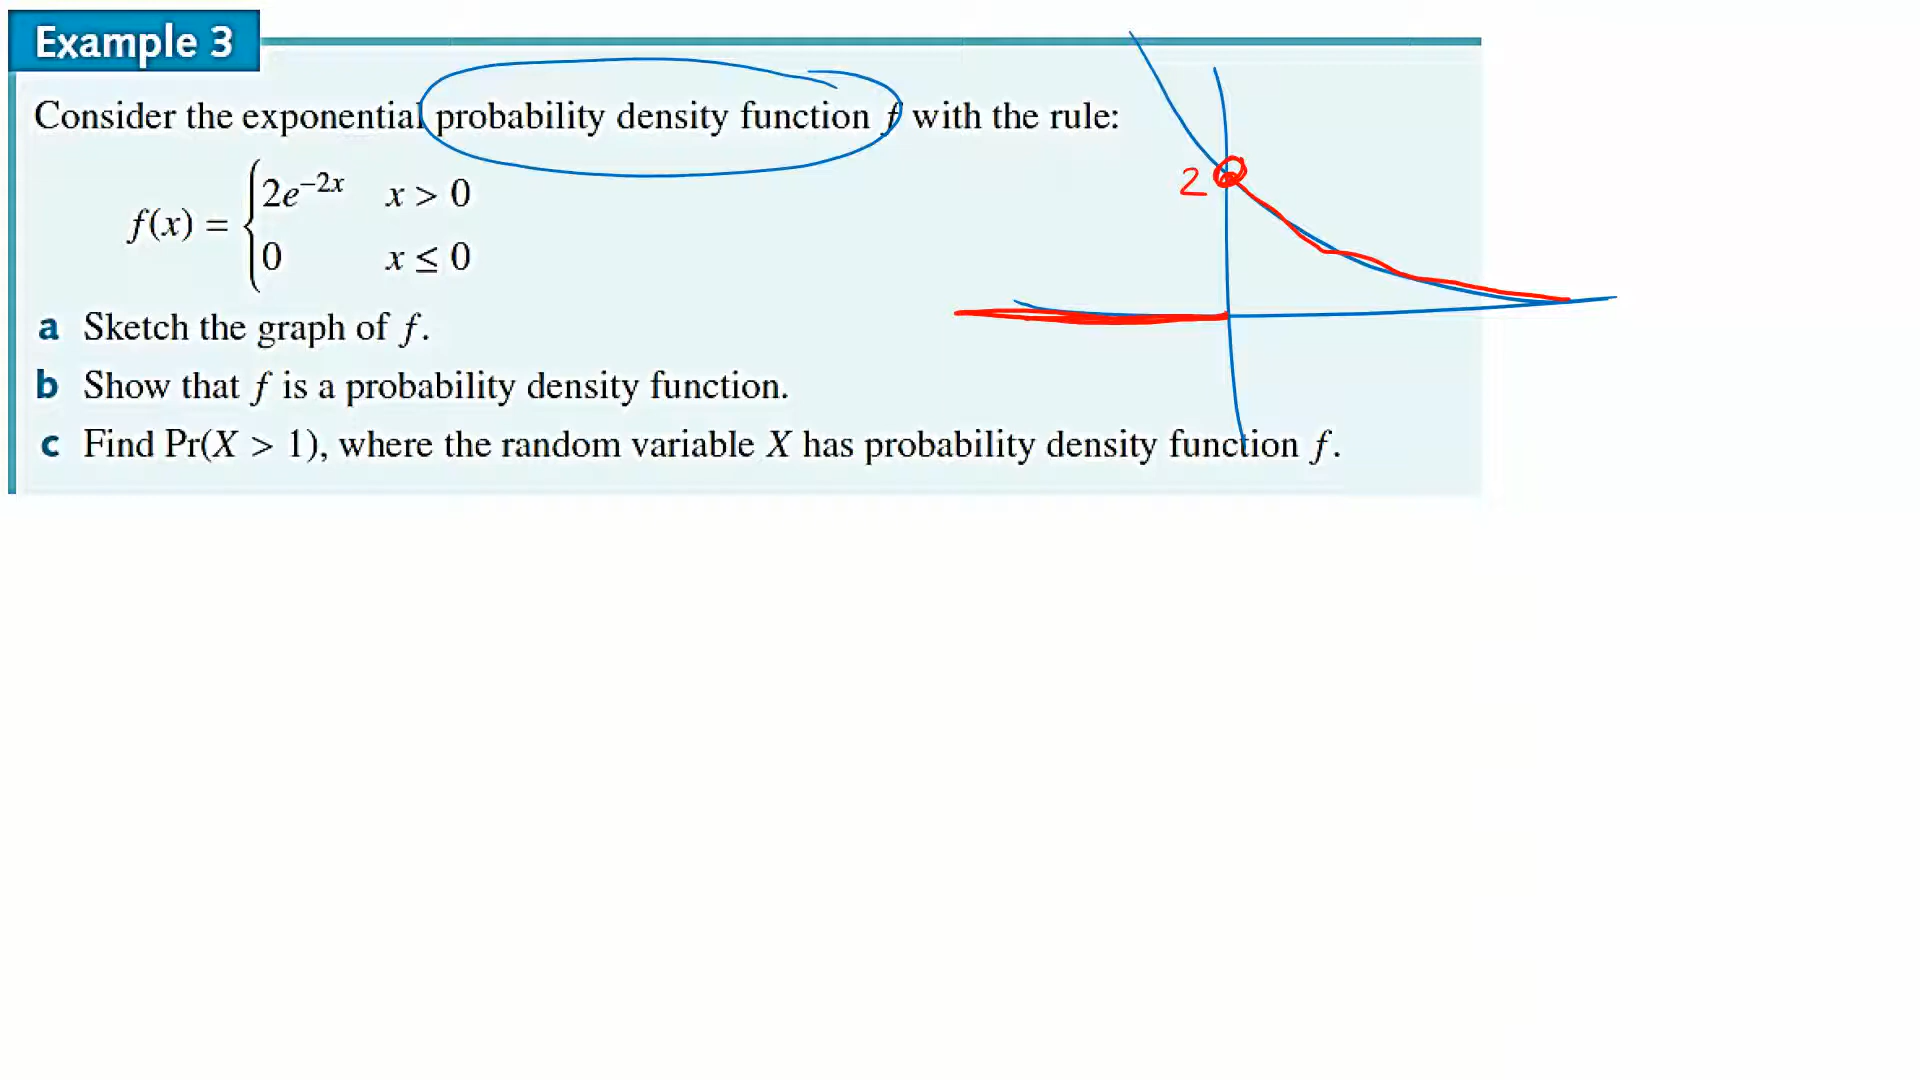 Example 3
Consider the exponential probability density function f with the rule:
f(x) = { 2e^{-2x}  x > 0
0  x ≤ 0
a Sketch the graph of f.
b Show that f is a probability density function.
c Find Pr(X > 1), where the random variable X has probability density function f.
2